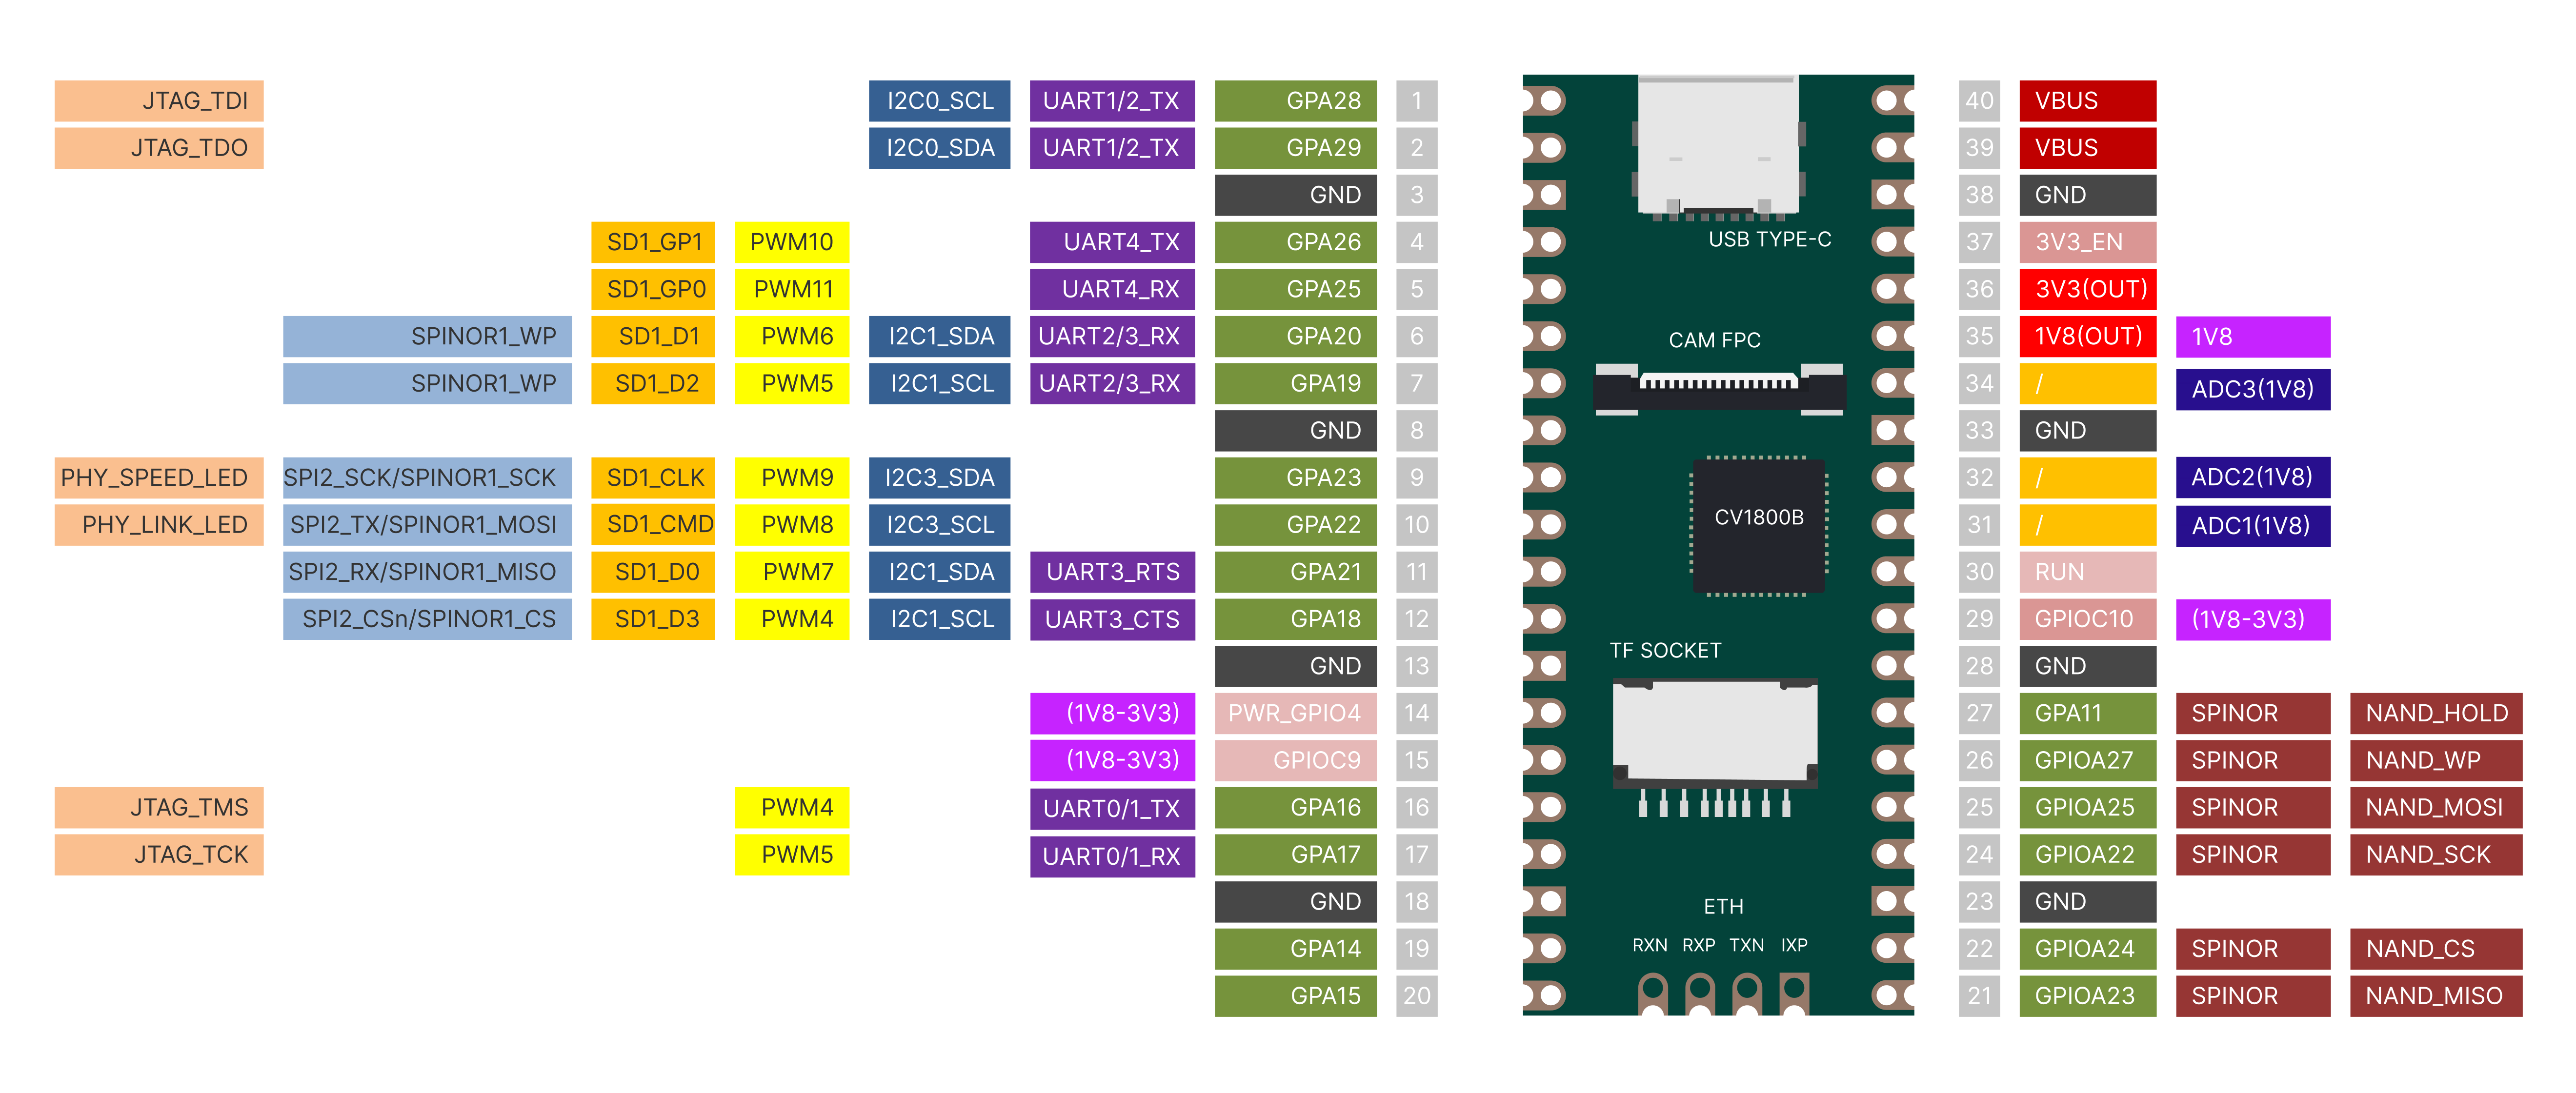 JTAG_TDI I2C0_SCL UART1/2_TX GPA28 1 40 VBUS
JTAG_TDO I2C0_SDA UART1/2_TX GPA29 2 39 VBUS
GND 3 38 GND
SD1_GP1 PWM10 UART4_TX GPA26 4 USB TYPE-C 37 3V3_EN
SD1_GP0 PWM11 UART4_RX GPA25 5 36 3V3(OUT)
SPINOR1_WP SD1_D1 PWM6 I2C1_SDA UART2/3_RX GPA20 6 CAM FPC 35 1V8(OUT) 1V8
SPINOR1_WP SD1_D2 PWM5 I2C1_SCL UART2/3_RX GPA19 7 34 / ADC3(1V8)
GND 8 33 GND
PHY_SPEED_LED SPI2_SCK/SPINOR1_SCK SD1_CLK PWM9 I2C3_SDA GPA23 9 32 / ADC2(1V8)
PHY_LINK_LED SPI2_TX/SPINOR1_MOSI SD1_CMD PWM8 I2C3_SCL GPA22 10 CV1800B 31 / ADC1(1V8)
SPI2_RX/SPINOR1_MISO SD1_D0 PWM7 I2C1_SDA UART3_RTS GPA21 11 30 RUN
SPI2_CSn/SPINOR1_CS SD1_D3 PWM4 I2C1_SCL UART3_CTS GPA18 12 29 GPIOC10 (1V8-3V3)
GND 13 TF SOCKET 28 GND
(1V8-3V3) PWR_GPIO4 14 27 GPA11 SPINOR NAND_HOLD
(1V8-3V3) GPIOC9 15 26 GPIOA27 SPINOR NAND_WP
JTAG_TMS PWM4 UART0/1_TX GPA16 16 25 GPIOA25 SPINOR NAND_MOSI
JTAG_TCK PWM5 UART0/1_RX GPA17 17 24 GPIOA22 SPINOR NAND_SCK
GND 18 ETH 23 GND
GPA14 19 RXN RXP TXN IXP 22 GPIOA24 SPINOR NAND_CS
GPA15 20 21 GPIOA23 SPINOR NAND_MISO